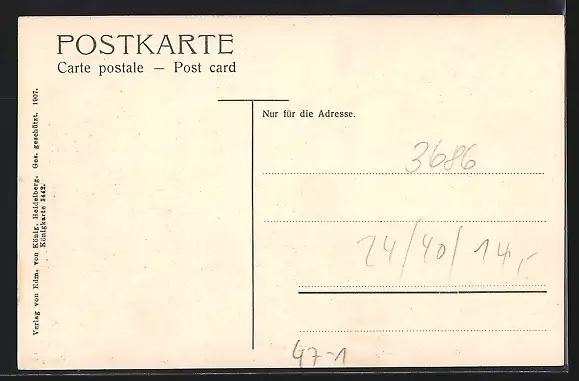 POSTKARTE
Carte postale — Post card
Nur für die Adresse.
3686
24/40/14,-
47-1
Verlag von Edm. von König, Heidelberg. Ges. geschützt. 1907.
Königkarte 3442.